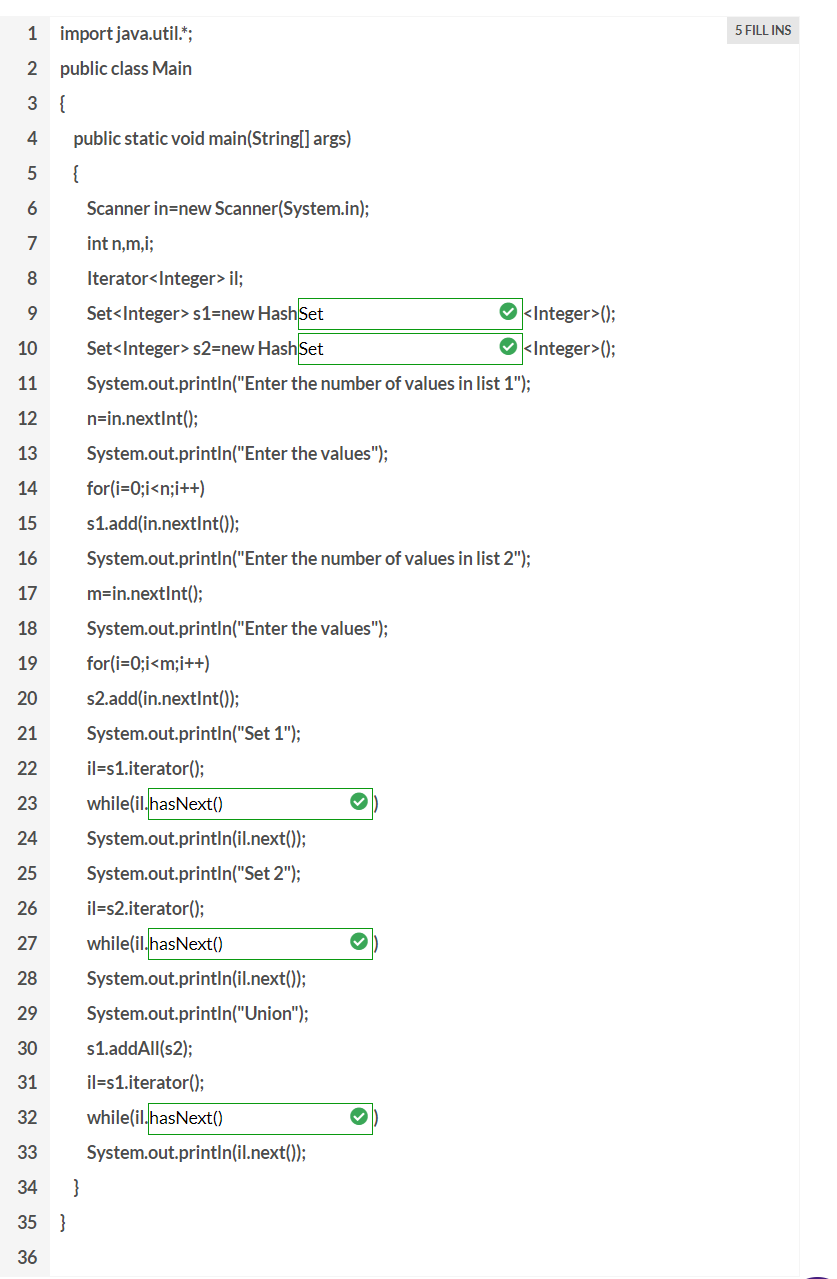 5 FILL INS
1 import java.util.*;
2 public class Main
3 {
4 public static void main(String[] args)
5 {
6 Scanner in=new Scanner(System.in);
7 int n,m,i;
8 Iterator<Integer> il;
9 Set<Integer> s1=new HashSet<Integer>();
10 Set<Integer> s2=new HashSet<Integer>();
11 System.out.println("Enter the number of values in list 1");
12 n=in.nextInt();
13 System.out.println("Enter the values");
14 for(i=0;i<n;i++)
15 s1.add(in.nextInt());
16 System.out.println("Enter the number of values in list 2");
17 m=in.nextInt();
18 System.out.println("Enter the values");
19 for(i=0;i<m;i++)
20 s2.add(in.nextInt());
21 System.out.println("Set 1");
22 il=s1.iterator();
23 while(il.hasNext())
24 System.out.println(il.next());
25 System.out.println("Set 2");
26 il=s2.iterator();
27 while(il.hasNext())
28 System.out.println(il.next());
29 System.out.println("Union");
30 s1.addAll(s2);
31 il=s1.iterator();
32 while(il.hasNext())
33 System.out.println(il.next());
34 }
35 }
36